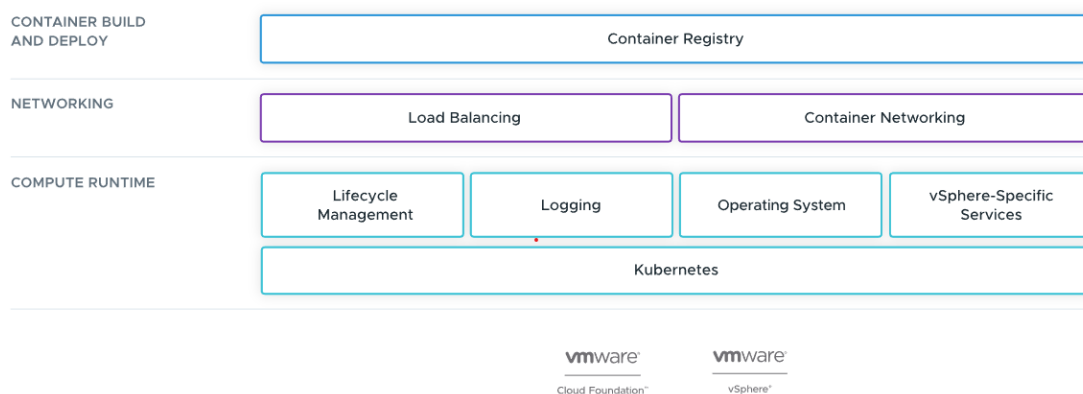 CONTAINER BUILD
AND DEPLOY
Container Registry
NETWORKING
Load Balancing
Container Networking
COMPUTE RUNTIME
Lifecycle
Management
Logging
Operating System
vSphere-Specific
Services
Kubernetes
vmware®
Cloud Foundation™
vmware®
vSphere®